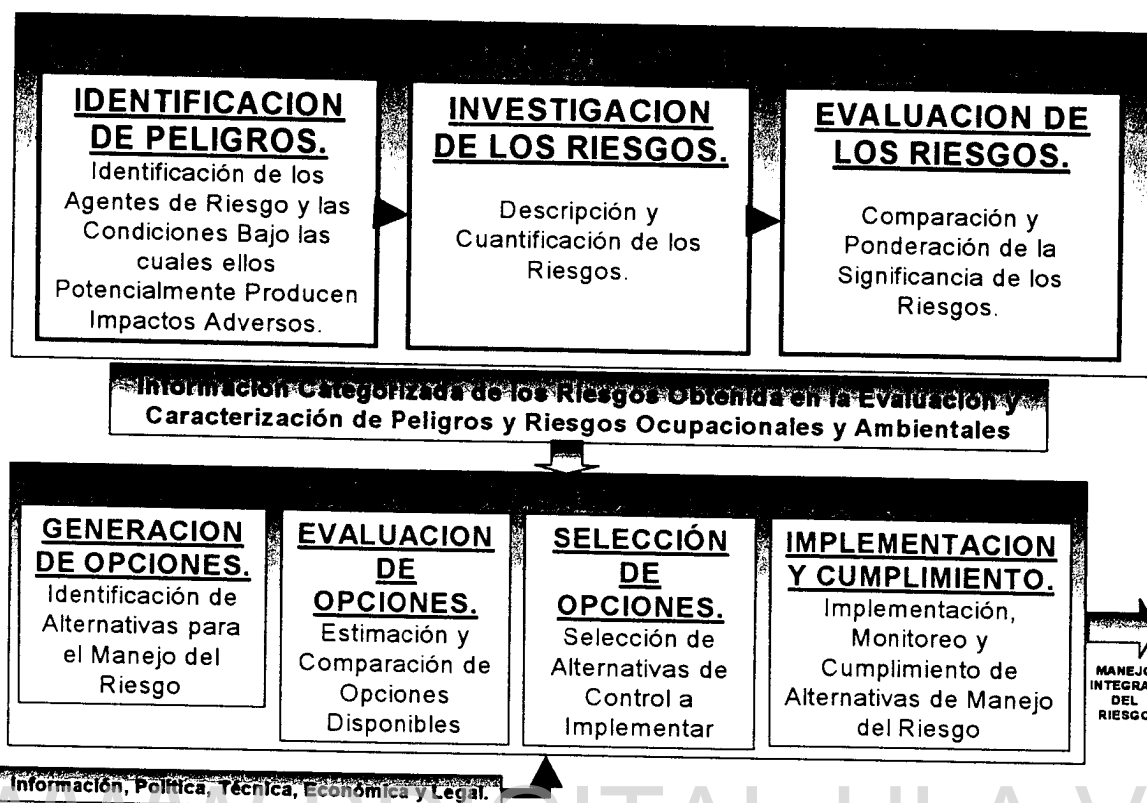 IDENTIFICACION
DE PELIGROS.
Identificación de los
Agentes de Riesgo y las
Condiciones Bajo las
cuales ellos
Potencialmente Producen
Impactos Adversos.
INVESTIGACION
DE LOS RIESGOS.
Descripción y
Cuantificación de los
Riesgos.
EVALUACION DE
LOS RIESGOS.
Comparación y
Ponderación de la
Significancia de los
Riesgos.
Información Categorizada de los Riesgos Obtenida en la Evaluación y
Caracterización de Peligros y Riesgos Ocupacionales y Ambientales
GENERACION
DE OPCIONES.
Identificación de
Alternativas para
el Manejo del
Riesgo
EVALUACION
DE
OPCIONES.
Estimación y
Comparación de
Opciones
Disponibles
SELECCIÓN
DE
OPCIONES.
Selección de
Alternativas de
Control a
Implementar
IMPLEMENTACION
Y CUMPLIMIENTO.
Implementación,
Monitoreo y
Cumplimiento de
Alternativas de Manejo
del Riesgo
MANEJO
INTEGRA
DEL
RIESGO
Información, Política, Técnica, Económica y Legal.